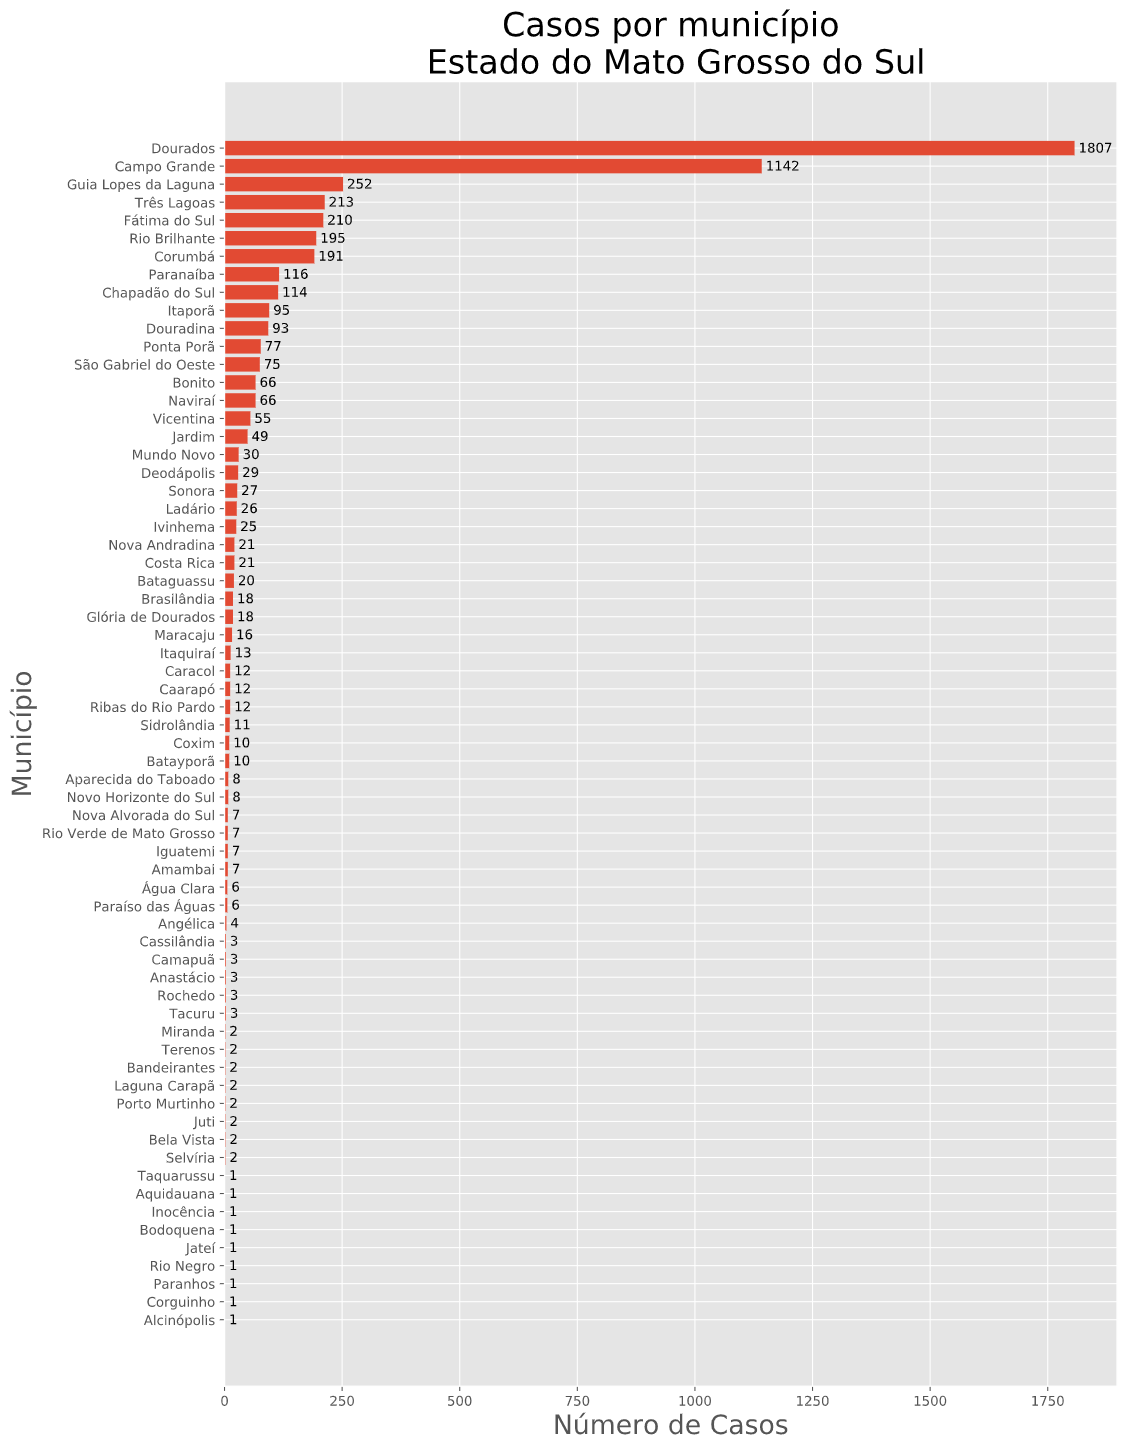 Casos por município
Estado do Mato Grosso do Sul
Dourados 1807
Campo Grande 1142
Guia Lopes da Laguna 252
Três Lagoas 213
Fátima do Sul 210
Rio Brilhante 195
Corumbá 191
Paranaíba 116
Chapadão do Sul 114
Itaporã 95
Douradina 93
Ponta Porã 77
São Gabriel do Oeste 75
Bonito 66
Naviraí 66
Vicentina 55
Jardim 49
Mundo Novo 30
Deodápolis 29
Sonora 27
Ladário 26
Ivinhema 25
Nova Andradina 21
Costa Rica 21
Bataguassu 20
Brasilândia 18
Glória de Dourados 18
Maracaju 16
Itaquiraí 13
Caracol 12
Caarapó 12
Ribas do Rio Pardo 12
Sidrolândia 11
Coxim 10
Batayporã 10
Aparecida do Taboado 8
Novo Horizonte do Sul 8
Nova Alvorada do Sul 7
Rio Verde de Mato Grosso 7
Iguatemi 7
Amambai 7
Água Clara 6
Paraíso das Águas 6
Angélica 4
Cassilândia 3
Camapuã 3
Anastácio 3
Rochedo 3
Tacuru 3
Miranda 2
Terenos 2
Bandeirantes 2
Laguna Carapã 2
Porto Murtinho 2
Juti 2
Bela Vista 2
Selvíria 2
Taquarussu 1
Aquidauana 1
Inocência 1
Bodoquena 1
Jateí 1
Rio Negro 1
Paranhos 1
Corguinho 1
Alcinópolis 1
Município
0 250 500 750 1000 1250 1500 1750
Número de Casos